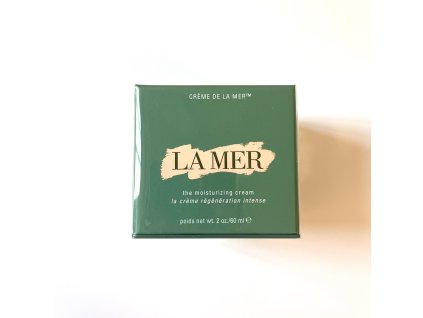 CRÈME DE LA MER™
LA MER
the moisturizing cream
la crème régénération intense
poids net wt. 2 oz./60 ml ℮